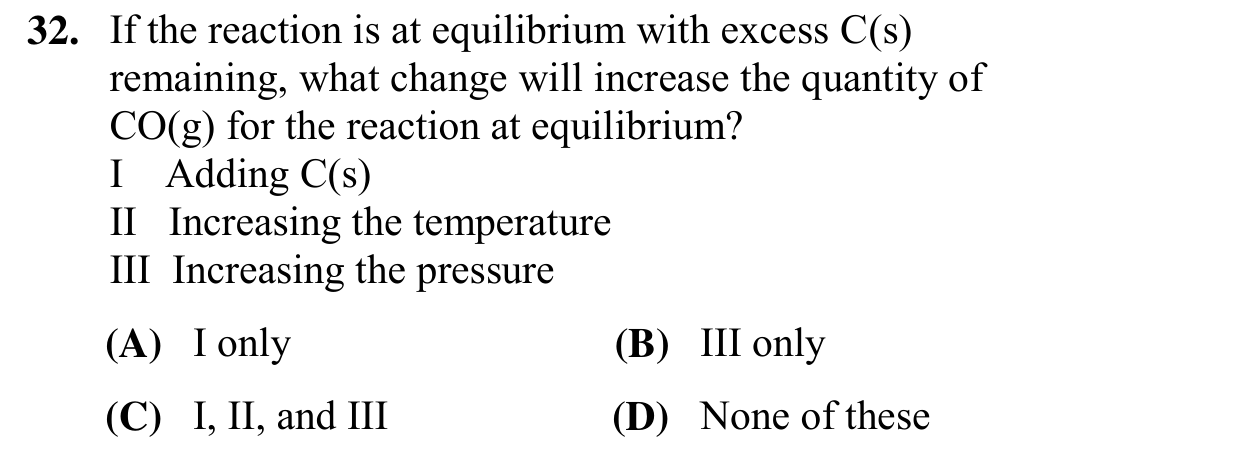 32. If the reaction is at equilibrium with excess C(s)
remaining, what change will increase the quantity of
CO(g) for the reaction at equilibrium?
I Adding C(s)
II Increasing the temperature
III Increasing the pressure
(A) I only (B) III only
(C) I, II, and III (D) None of these